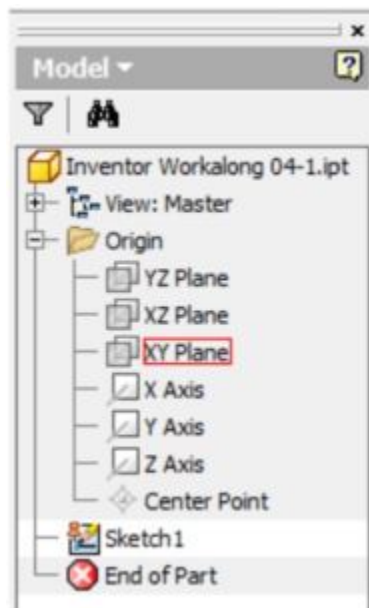 Model
Inventor Workalong 04-1.ipt
View: Master
Origin
YZ Plane
XZ Plane
XY Plane
X Axis
Y Axis
Z Axis
Center Point
Sketch1
End of Part